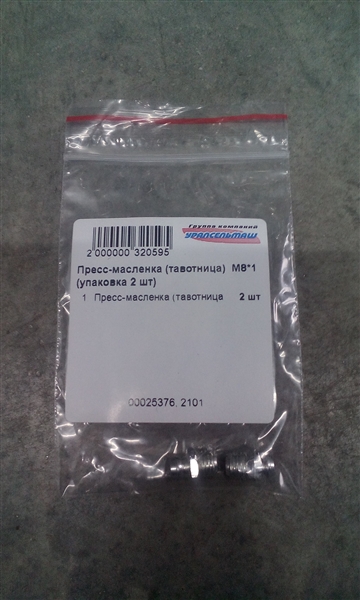 Группа компаний
УРАЛСЕЛЬМАШ
2 000000 320595
Пресс-масленка (тавотница) М8*1
(упаковка 2 шт)
1 Пресс-масленка (тавотница 2 шт
00025376, 2101